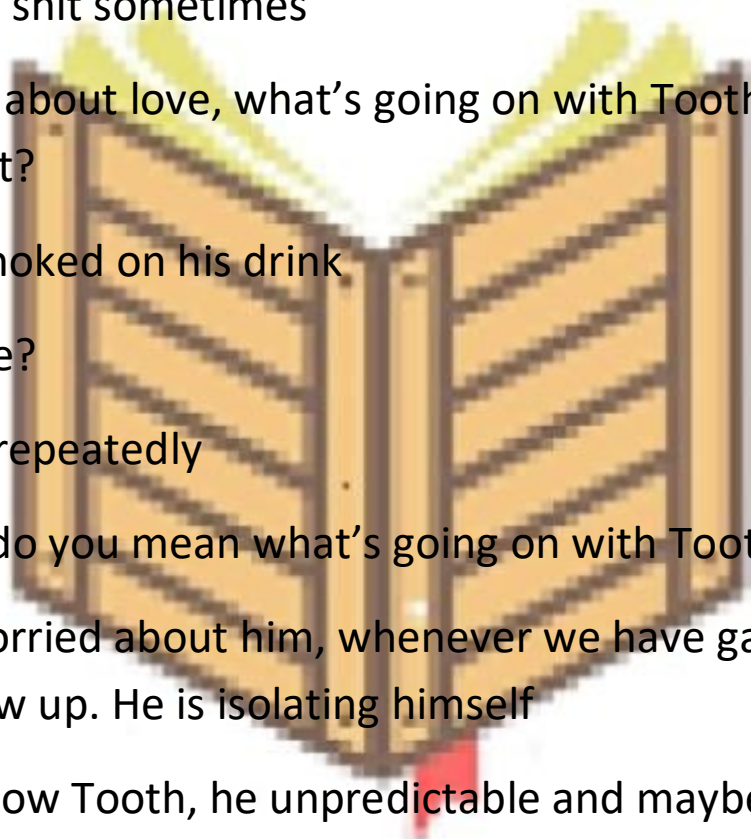 shit sometimes
about love, what's going on with Tooth
t?
hoked on his drink
e?
repeatedly
do you mean what's going on with Toot
orried about him, whenever we have ga
w up. He is isolating himself
ow Tooth, he unpredictable and maybe